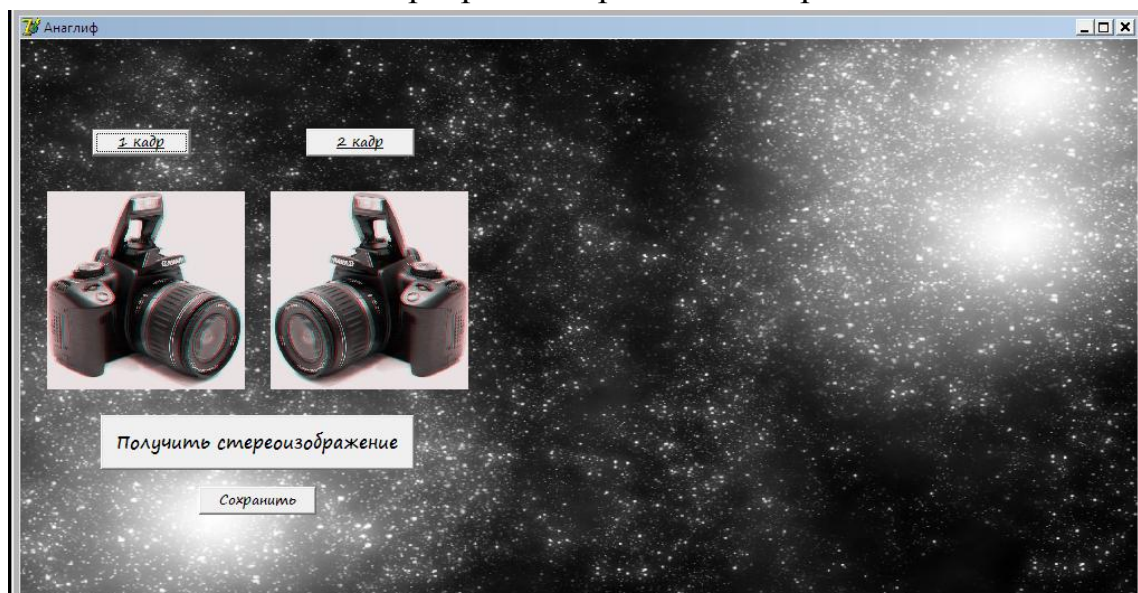 Анаглиф
1 кадр
2 кадр
Получить стереоизображение
Сохранить